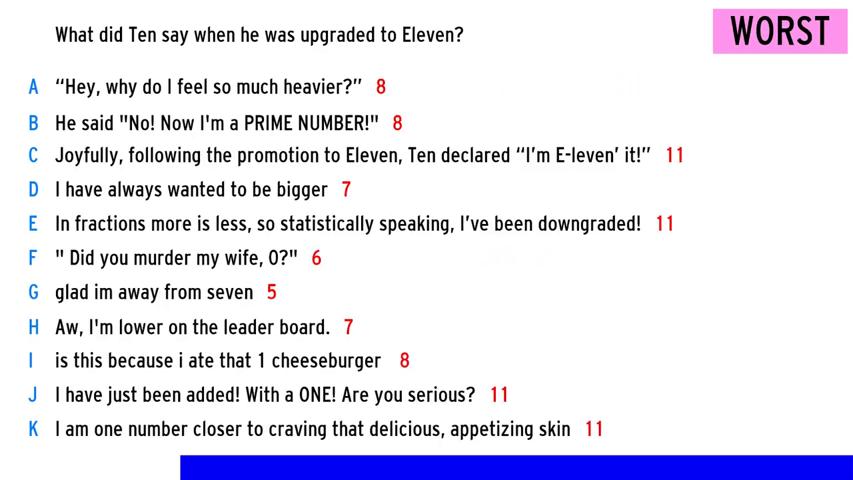 What did Ten say when he was upgraded to Eleven?
WORST
A “Hey, why do I feel so much heavier?” 8
B He said "No! Now I'm a PRIME NUMBER!" 8
C Joyfully, following the promotion to Eleven, Ten declared “I’m E-leven’ it!” 11
D I have always wanted to be bigger 7
E In fractions more is less, so statistically speaking, I’ve been downgraded! 11
F " Did you murder my wife, 0?" 6
G glad im away from seven 5
H Aw, I'm lower on the leader board. 7
I is this because i ate that 1 cheeseburger 8
J I have just been added! With a ONE! Are you serious? 11
K I am one number closer to craving that delicious, appetizing skin 11